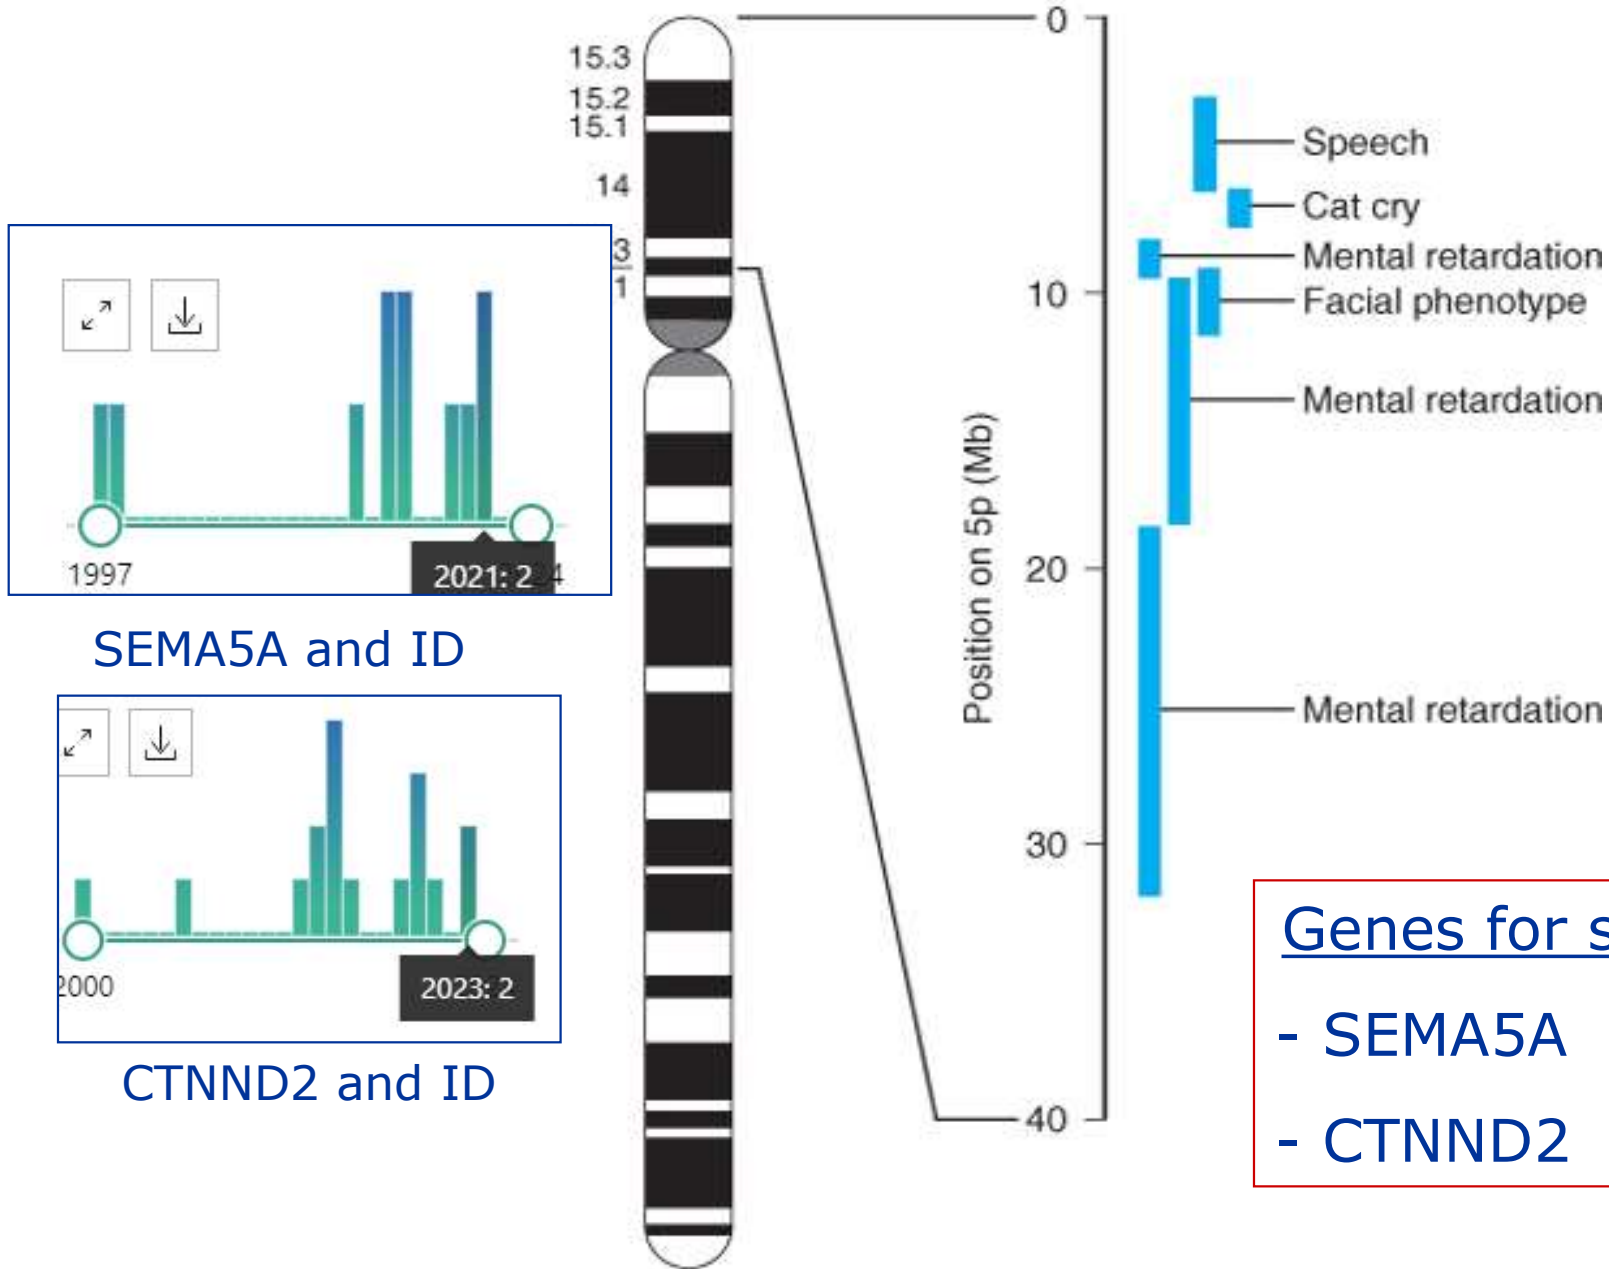 15.3
15.2
15.1
14
3
1
0
10
20
30
40
Position on 5p (Mb)
Speech
Cat cry
Mental retardation
Facial phenotype
Mental retardation
Mental retardation
1997
2021: 2
4
SEMA5A and ID
2000
2023: 2
CTNND2 and ID
Genes for s
- SEMA5A
- CTNND2